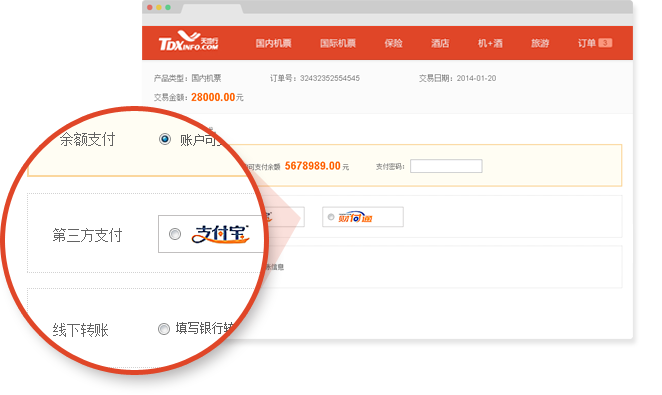 TDXINFO.COM 天空行 国内机票 国际机票 保险 酒店 机+酒 旅游 订单 3
产品类型：国内机票 订单号：32432352554545 交易日期：2014-01-20
交易金额：28000.00元
余额支付 账户可
可支付余额 5678989.00 元 支付密码：
第三方支付 支付宝 财付通
线下转账 填写银行转
账信息